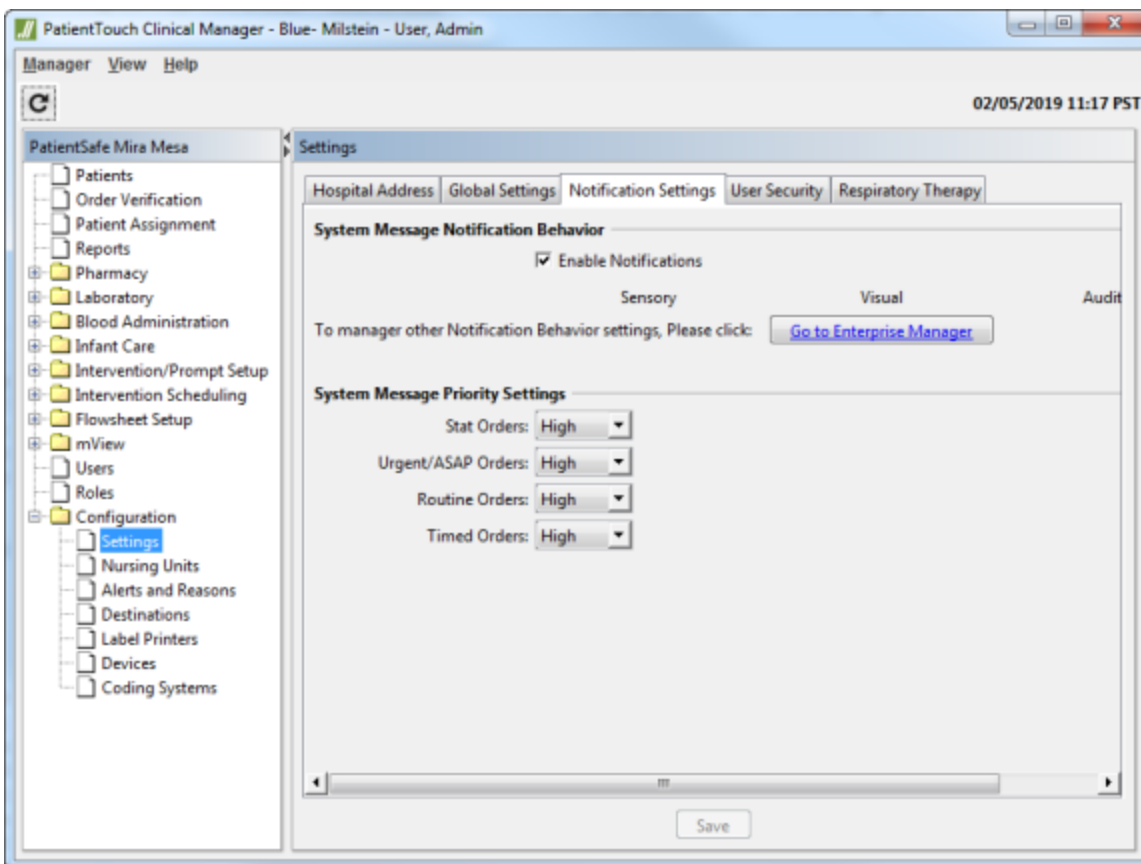 PatientTouch Clinical Manager - Blue- Milstein - User, Admin
Manager View Help
02/05/2019 11:17 PST
PatientSafe Mira Mesa
Patients
Order Verification
Patient Assignment
Reports
Pharmacy
Laboratory
Blood Administration
Infant Care
Intervention/Prompt Setup
Intervention Scheduling
Flowsheet Setup
mView
Users
Roles
Configuration
Settings
Nursing Units
Alerts and Reasons
Destinations
Label Printers
Devices
Coding Systems
Settings
Hospital Address Global Settings Notification Settings User Security Respiratory Therapy
System Message Notification Behavior
Enable Notifications
Sensory Visual Audit
To manager other Notification Behavior settings, Please click: Go to Enterprise Manager
System Message Priority Settings
Stat Orders: High
Urgent/ASAP Orders: High
Routine Orders: High
Timed Orders: High
Save